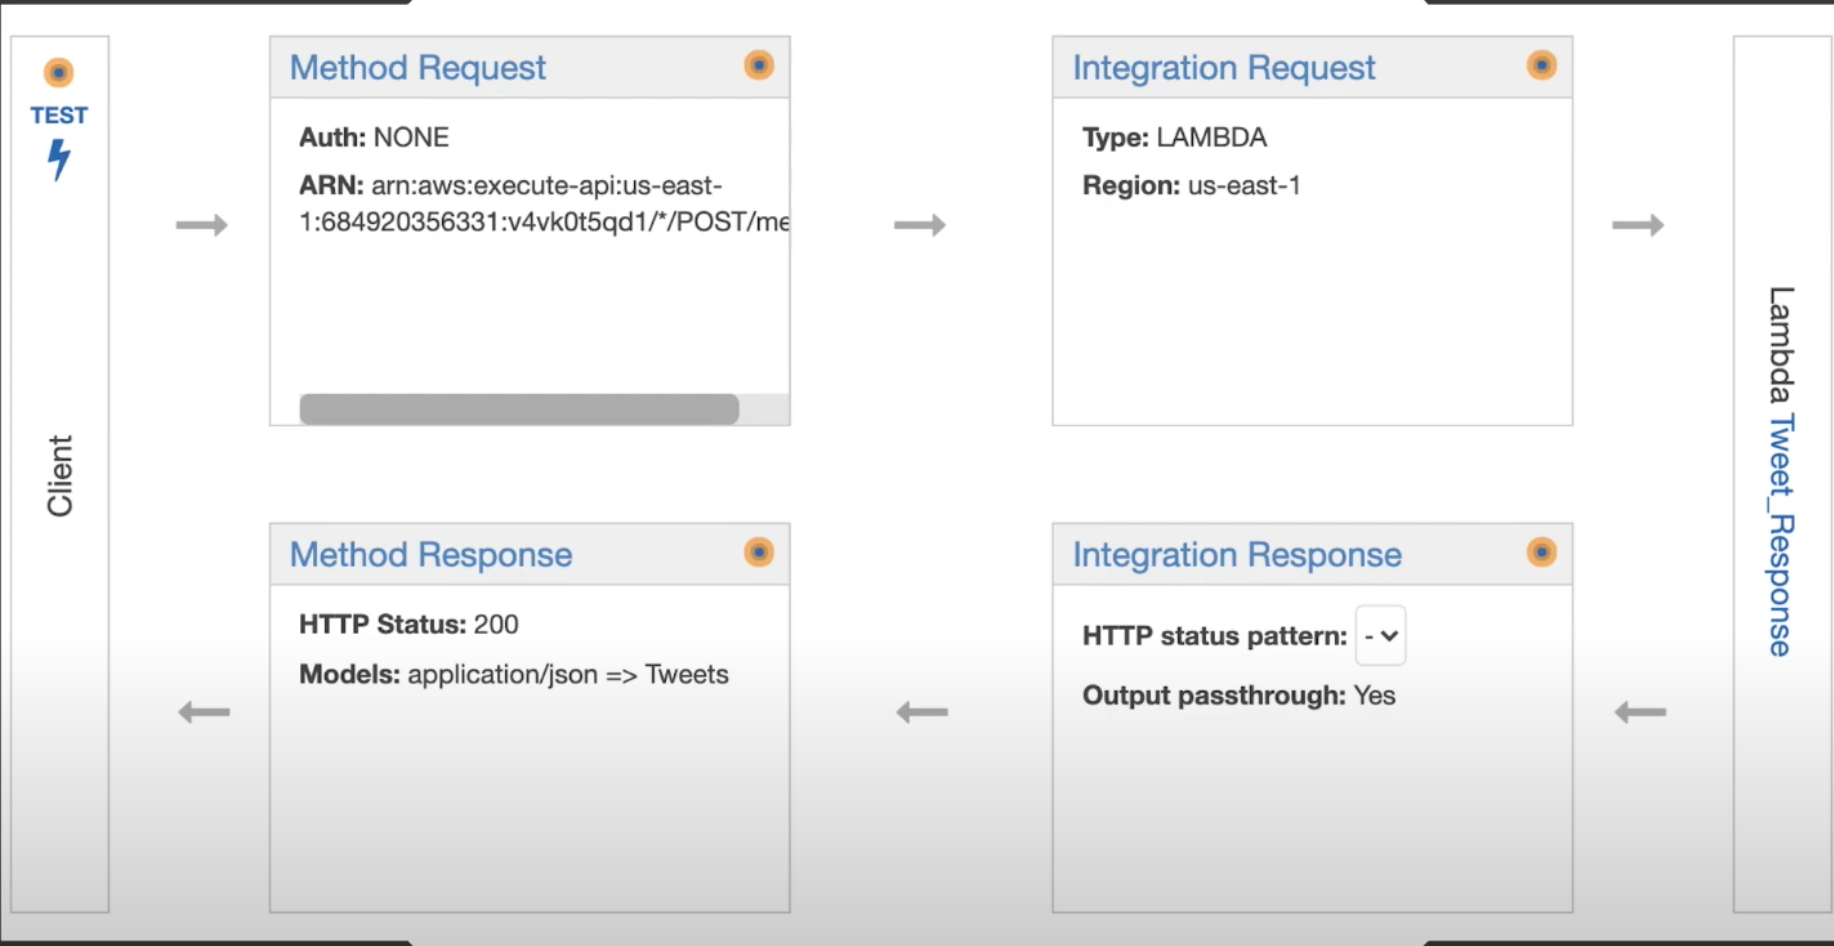 TEST
Client
Method Request
Auth: NONE
ARN: arn:aws:execute-api:us-east-
1:684920356331:v4vk0t5qd1/*/POST/me
Integration Request
Type: LAMBDA
Region: us-east-1
Lambda Tweet_Response
Method Response
HTTP Status: 200
Models: application/json => Tweets
Integration Response
HTTP status pattern: -
Output passthrough: Yes